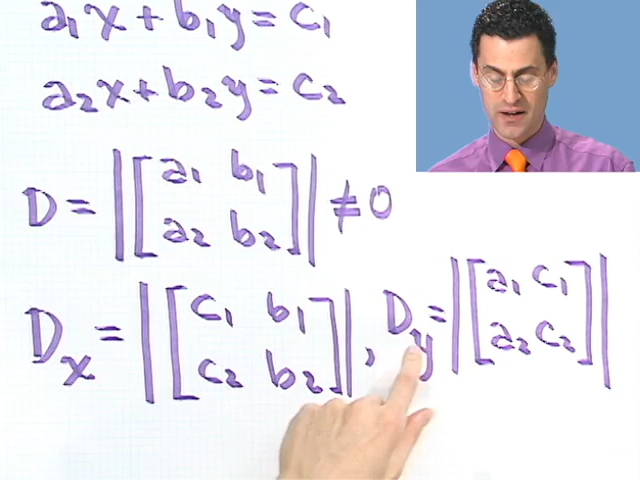 a₁x + b₁y = c₁
a₂x + b₂y = c₂
D = |[a₁ b₁
a₂ b₂]| ≠ 0
Dₓ = |[c₁ b₁
c₂ b₂]|, D_y = |[a₁ c₁
a₂ c₂]|